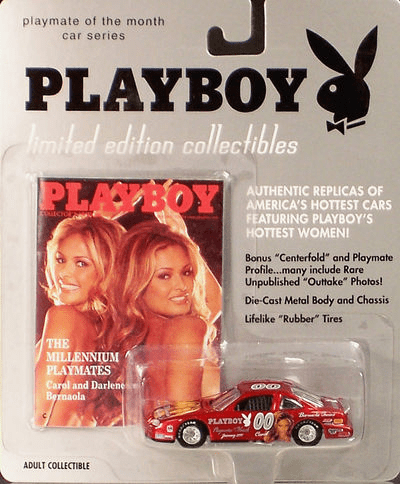 playmate of the month
car series
PLAYBOY
limited edition collectibles
PLAYBOY
AUTHENTIC REPLICAS OF
AMERICA'S HOTTEST CARS
FEATURING PLAYBOY'S
HOTTEST WOMEN!
Bonus "Centerfold" and Playmate
Profile...many include Rare
Unpublished "Outtake" Photos!
Die-Cast Metal Body and Chassis
Lifelike "Rubber" Tires
THE
MILLENNIUM
PLAYMATES
Carol and Darlene
Bernaola
PLAYBOY
00
ADULT COLLECTIBLE